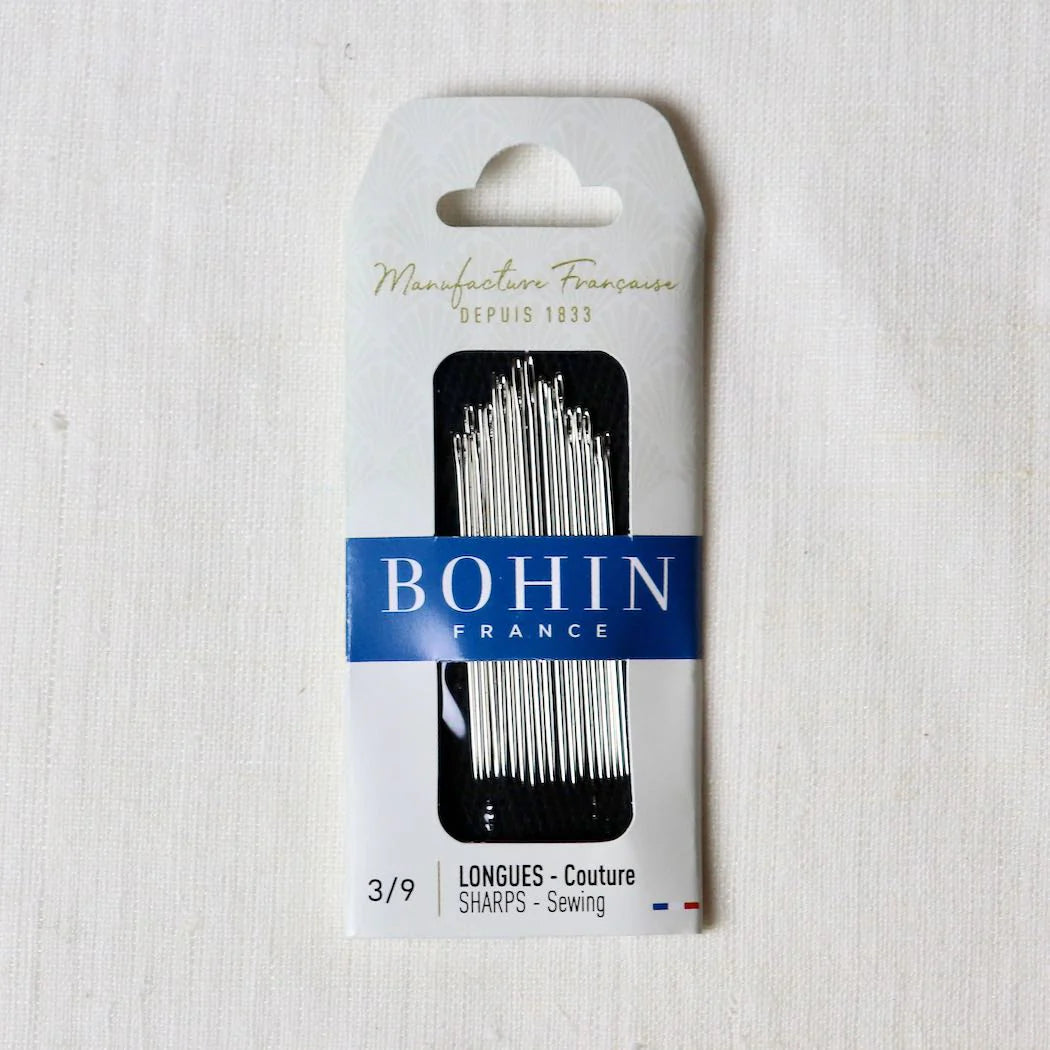 Manufacture Française
DEPUIS 1833
BOHIN
FRANCE
3/9
LONGUES - Couture
SHARPS - Sewing